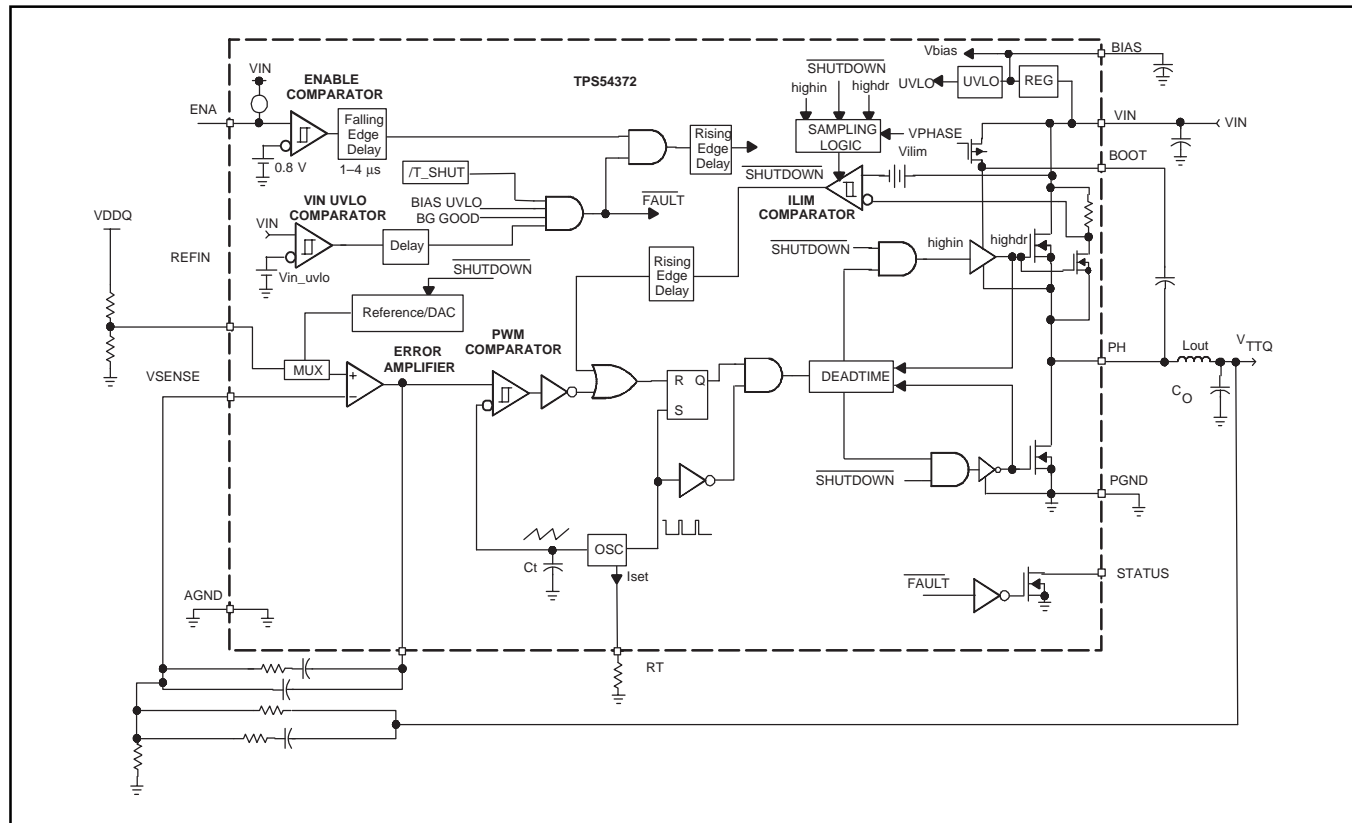 Vbias
BIAS
VIN
ENABLE
COMPARATOR
TPS54372
SHUTDOWN
highin
highdr
UVLO
UVLO
REG
ENA
Falling
Edge
Delay
1–4 μs
0.8 V
Rising
Edge
Delay
SAMPLING
LOGIC
VPHASE
VIN
VIN
Vilim
BOOT
/T_SHUT
SHUTDOWN
VIN UVLO
COMPARATOR
BIAS UVLO
BG GOOD
FAULT
ILIM
COMPARATOR
VDDQ
VIN
Delay
REFIN
Vin_uvlo
SHUTDOWN
SHUTDOWN
highin
highdr
Rising
Edge
Delay
Reference/DAC
PWM
COMPARATOR
MUX
ERROR
AMPLIFIER
VSENSE
+
−
R Q
S
DEADTIME
PH
Lout
VTTQ
CO
SHUTDOWN
PGND
OSC
Ct
Iset
FAULT
STATUS
AGND
RT